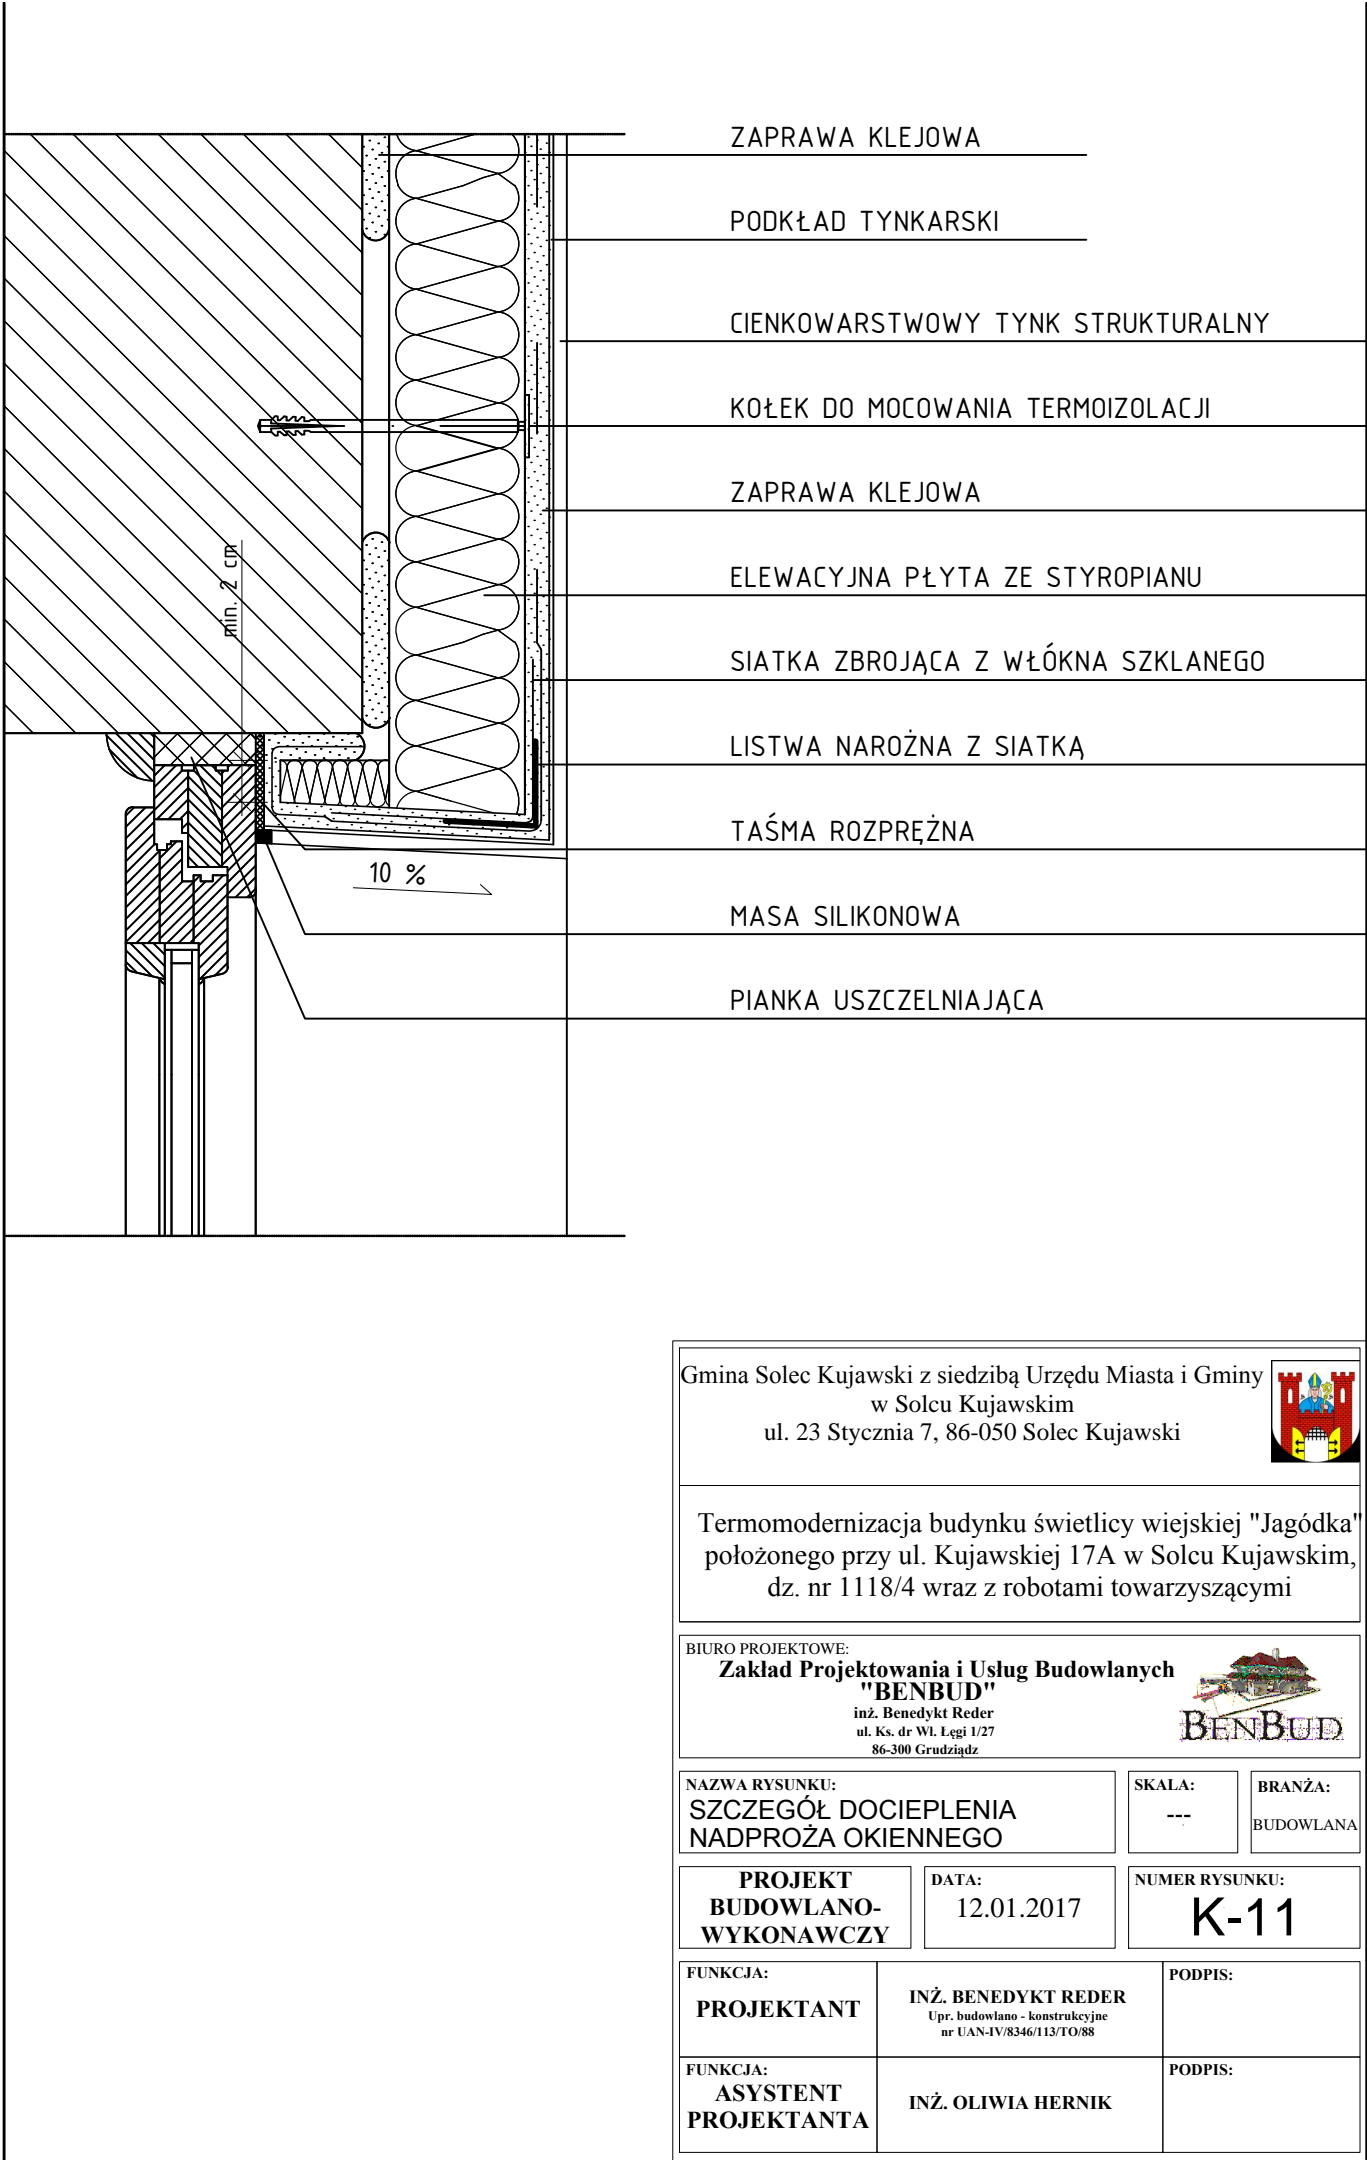 ZAPRAWA KLEJOWA
PODKŁAD TYNKARSKI
CIENKOWARSTWOWY TYNK STRUKTURALNY
KOŁEK DO MOCOWANIA TERMOIZOLACJI
ZAPRAWA KLEJOWA
ELEWACYJNA PŁYTA ZE STYROPIANU
SIATKA ZBROJĄCA Z WŁÓKNA SZKLANEGO
LISTWA NAROŻNA Z SIATKĄ
TAŚMA ROZPRĘŻNA
MASA SILIKONOWA
PIANKA USZCZELNIAJĄCA
min. 2 cm
10 %
Gmina Solec Kujawski z siedzibą Urzędu Miasta i Gminy
w Solcu Kujawskim
ul. 23 Stycznia 7, 86-050 Solec Kujawski
Termomodernizacja budynku świetlicy wiejskiej "Jagódka"
położonego przy ul. Kujawskiej 17A w Solcu Kujawskim,
dz. nr 1118/4 wraz z robotami towarzyszącymi
BIURO PROJEKTOWE:
Zakład Projektowania i Usług Budowlanych
"BENBUD"
inż. Benedykt Reder
ul. Ks. dr Wł. Łęgi 1/27
86-300 Grudziądz
BENBUD
NAZWA RYSUNKU:
SZCZEGÓŁ DOCIEPLENIA
NADPROŻA OKIENNEGO
SKALA:
---
BRANŻA:
BUDOWLANA
PROJEKT
BUDOWLANO-
WYKONAWCZY
DATA:
12.01.2017
NUMER RYSUNKU:
K-11
FUNKCJA:
PROJEKTANT
INŻ. BENEDYKT REDER
Upr. budowlano - konstrukcyjne
nr UAN-IV/8346/113/TO/88
PODPIS:
FUNKCJA:
ASYSTENT
PROJEKTANTA
INŻ. OLIWIA HERNIK
PODPIS: